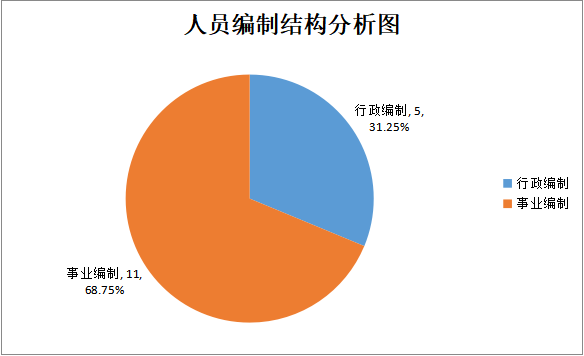 人员编制结构分析图
行政编制, 5,
31.25%
行政编制
事业编制
事业编制, 11,
68.75%